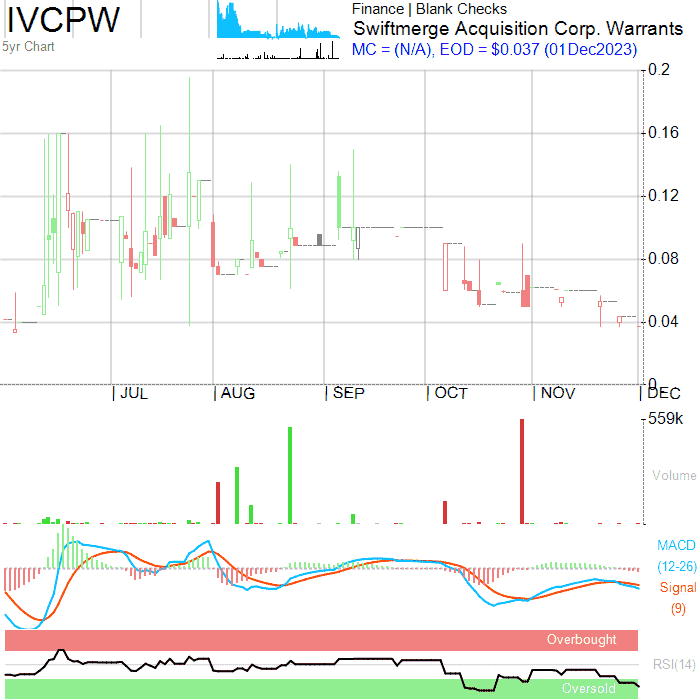 IVCPW
5yr Chart
Finance | Blank Checks
Swiftmerge Acquisition Corp. Warrants
MC = (N/A), EOD = $0.037 (01Dec2023)
0.2
0.16
0.12
0.08
0.04
0
JUL AUG SEP OCT NOV DEC
559k
Volume
MACD
(12-26)
Signal
(9)
Overbought
RSI(14)
Oversold